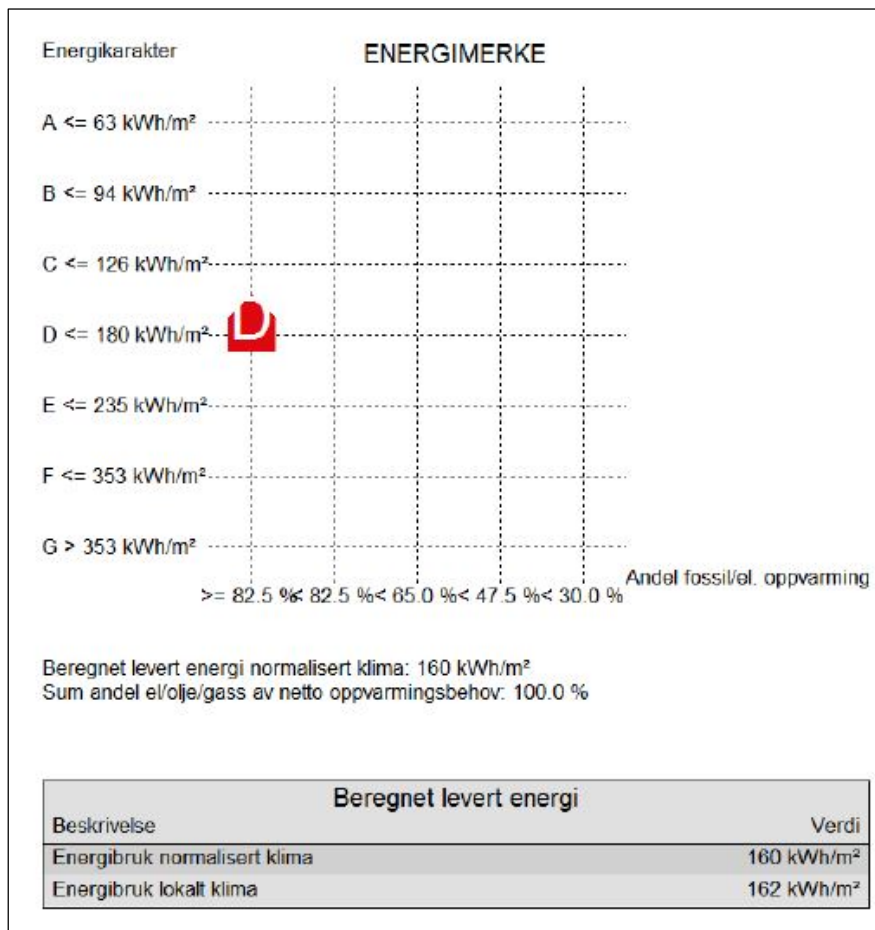 Energikarakter
ENERGIMERKE
A <= 63 kWh/m²
B <= 94 kWh/m²
C <= 126 kWh/m²
D <= 180 kWh/m²
D
E <= 235 kWh/m²
F <= 353 kWh/m²
G > 353 kWh/m²
Andel fossil/el. oppvarming
>= 82.5 %< 82.5 %< 65.0 %< 47.5 %< 30.0 %
Beregnet levert energi normalisert klima: 160 kWh/m²
Sum andel el/olje/gass av netto oppvarmingsbehov: 100.0 %
Beregnet levert energi
Beskrivelse Verdi
Energibruk normalisert klima 160 kWh/m²
Energibruk lokalt klima 162 kWh/m²